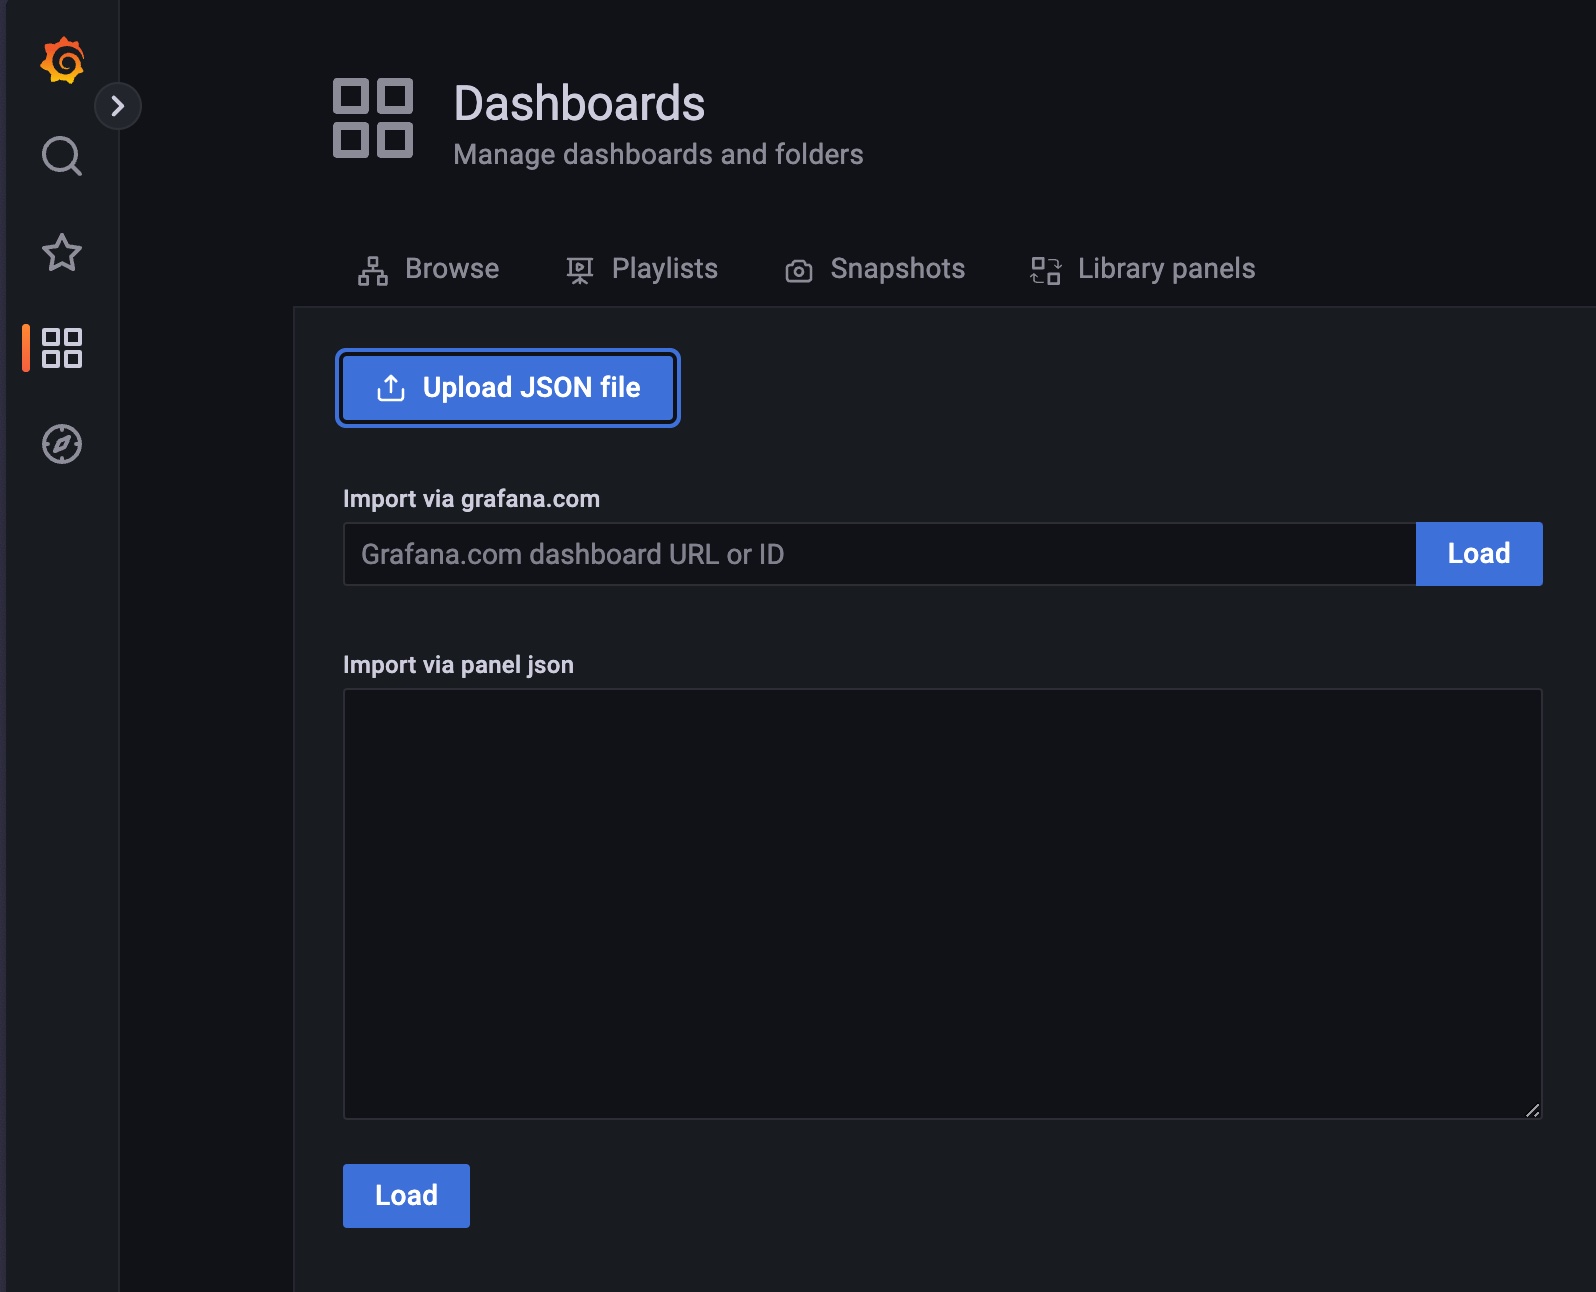 Dashboards
Manage dashboards and folders
Browse Playlists Snapshots Library panels
Upload JSON file
Import via grafana.com
Grafana.com dashboard URL or ID Load
Import via panel json
Load